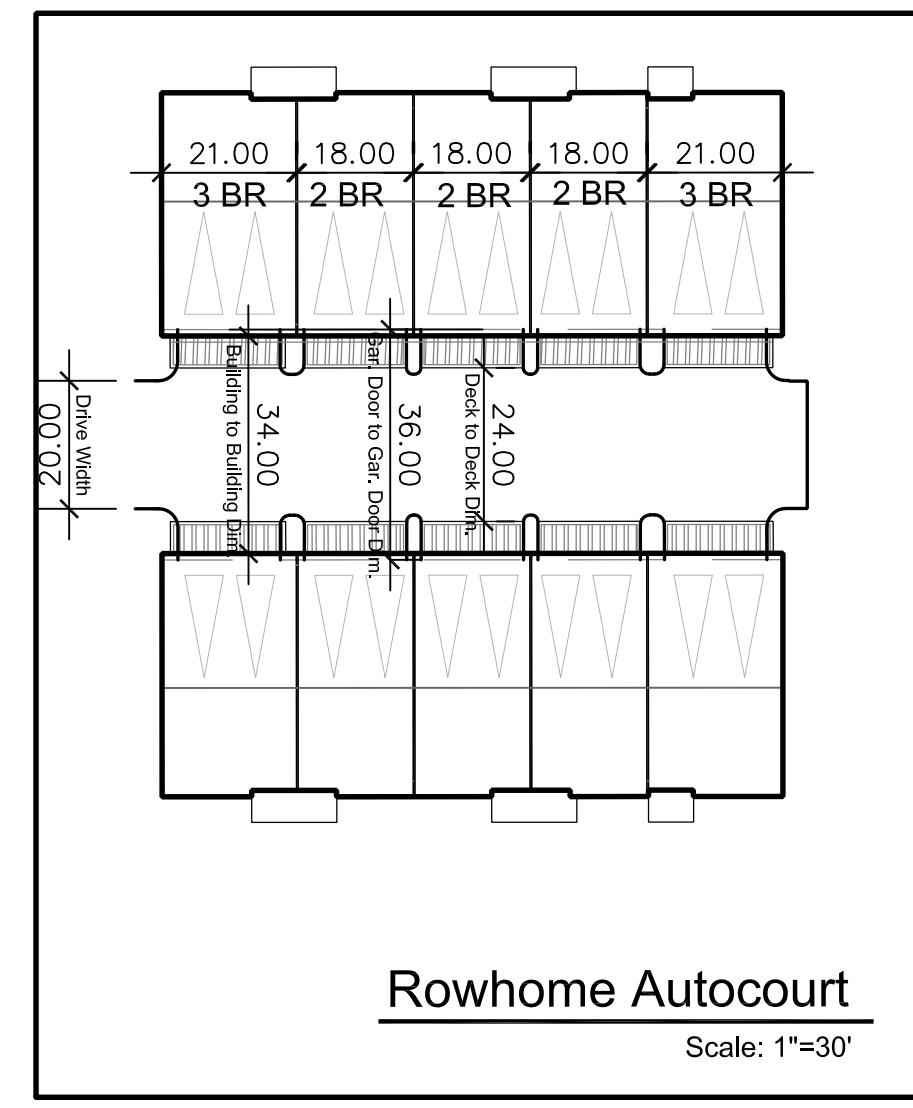 21.00 18.00 18.00 18.00 21.00
3 BR 2 BR 2 BR 2 BR 3 BR
20.00
Drive Width
34.00
Building to Building Dim.
36.00
Gar. Door to Gar. Door Dim.
24.00
Deck to Deck Dim.
Rowhome Autocourt
Scale: 1"=30'